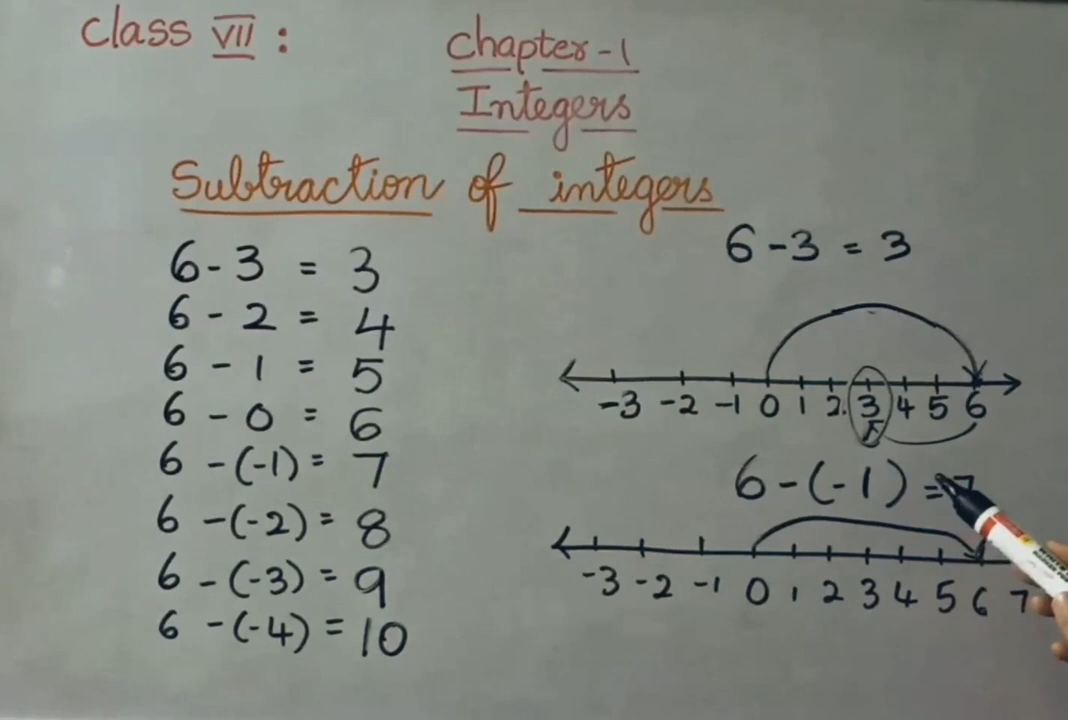 Class VII :
Chapter-1
Integers
Subtraction of integers
6 - 3 = 3
6 - 2 = 4
6 - 1 = 5
6 - 0 = 6
6 -(-1) = 7
6 -(-2) = 8
6 -(-3) = 9
6 -(-4) = 10
6 - 3 = 3
-3 -2 -1 0 1 2 3 4 5 6
6 -(-1) = 7
-3 -2 -1 0 1 2 3 4 5 6 7